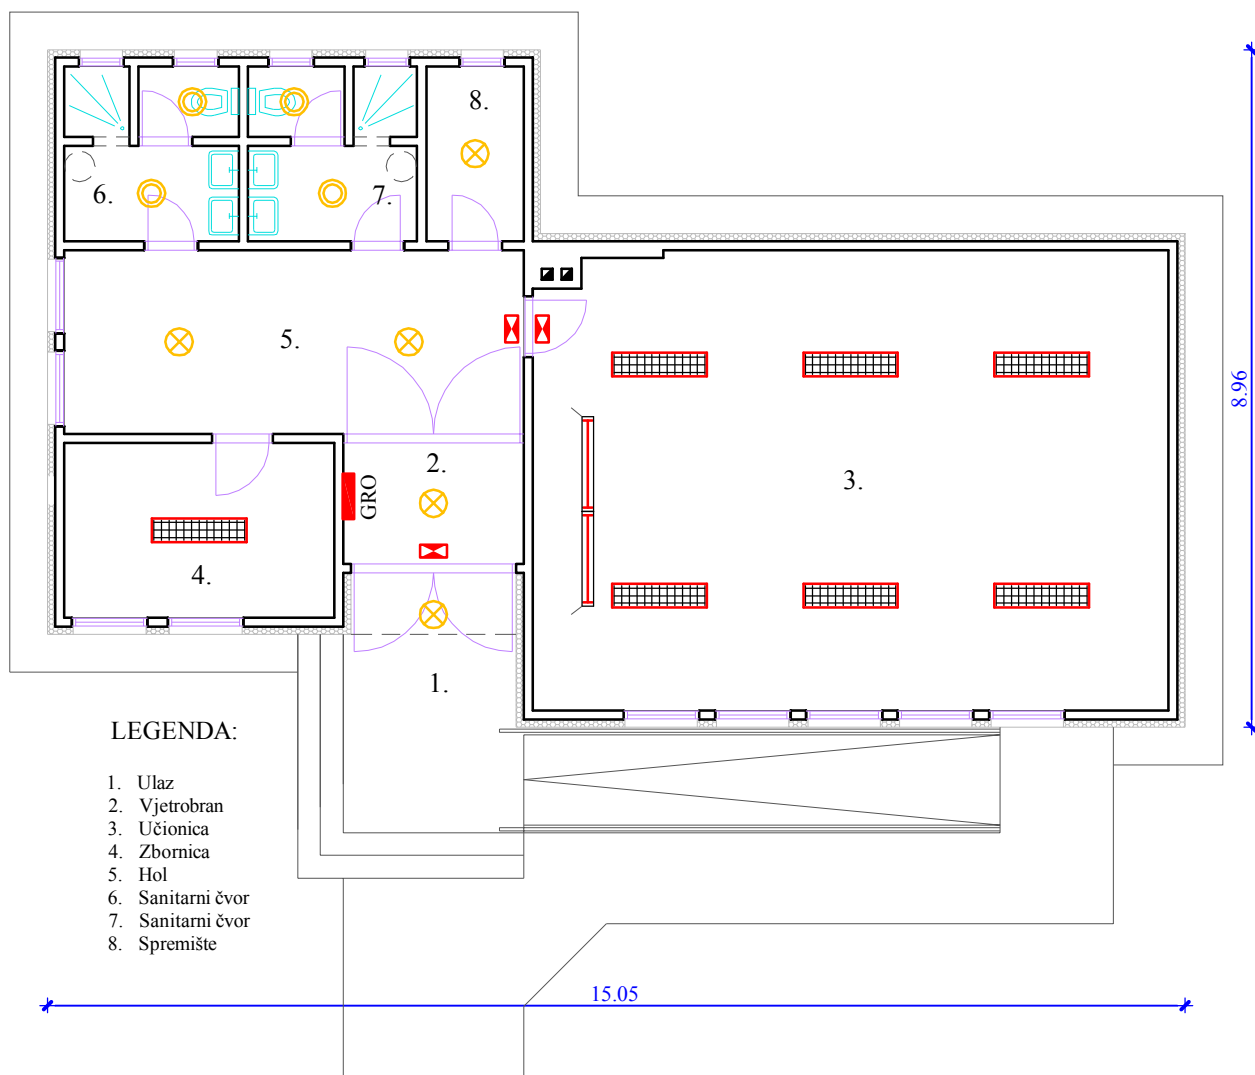 8.
6.
7.
5.
2.
GRO
3.
4.
1.
8.96
LEGENDA:
1. Ulaz
2. Vjetrobran
3. Učionica
4. Zbornica
5. Hol
6. Sanitarni čvor
7. Sanitarni čvor
8. Spremište
15.05